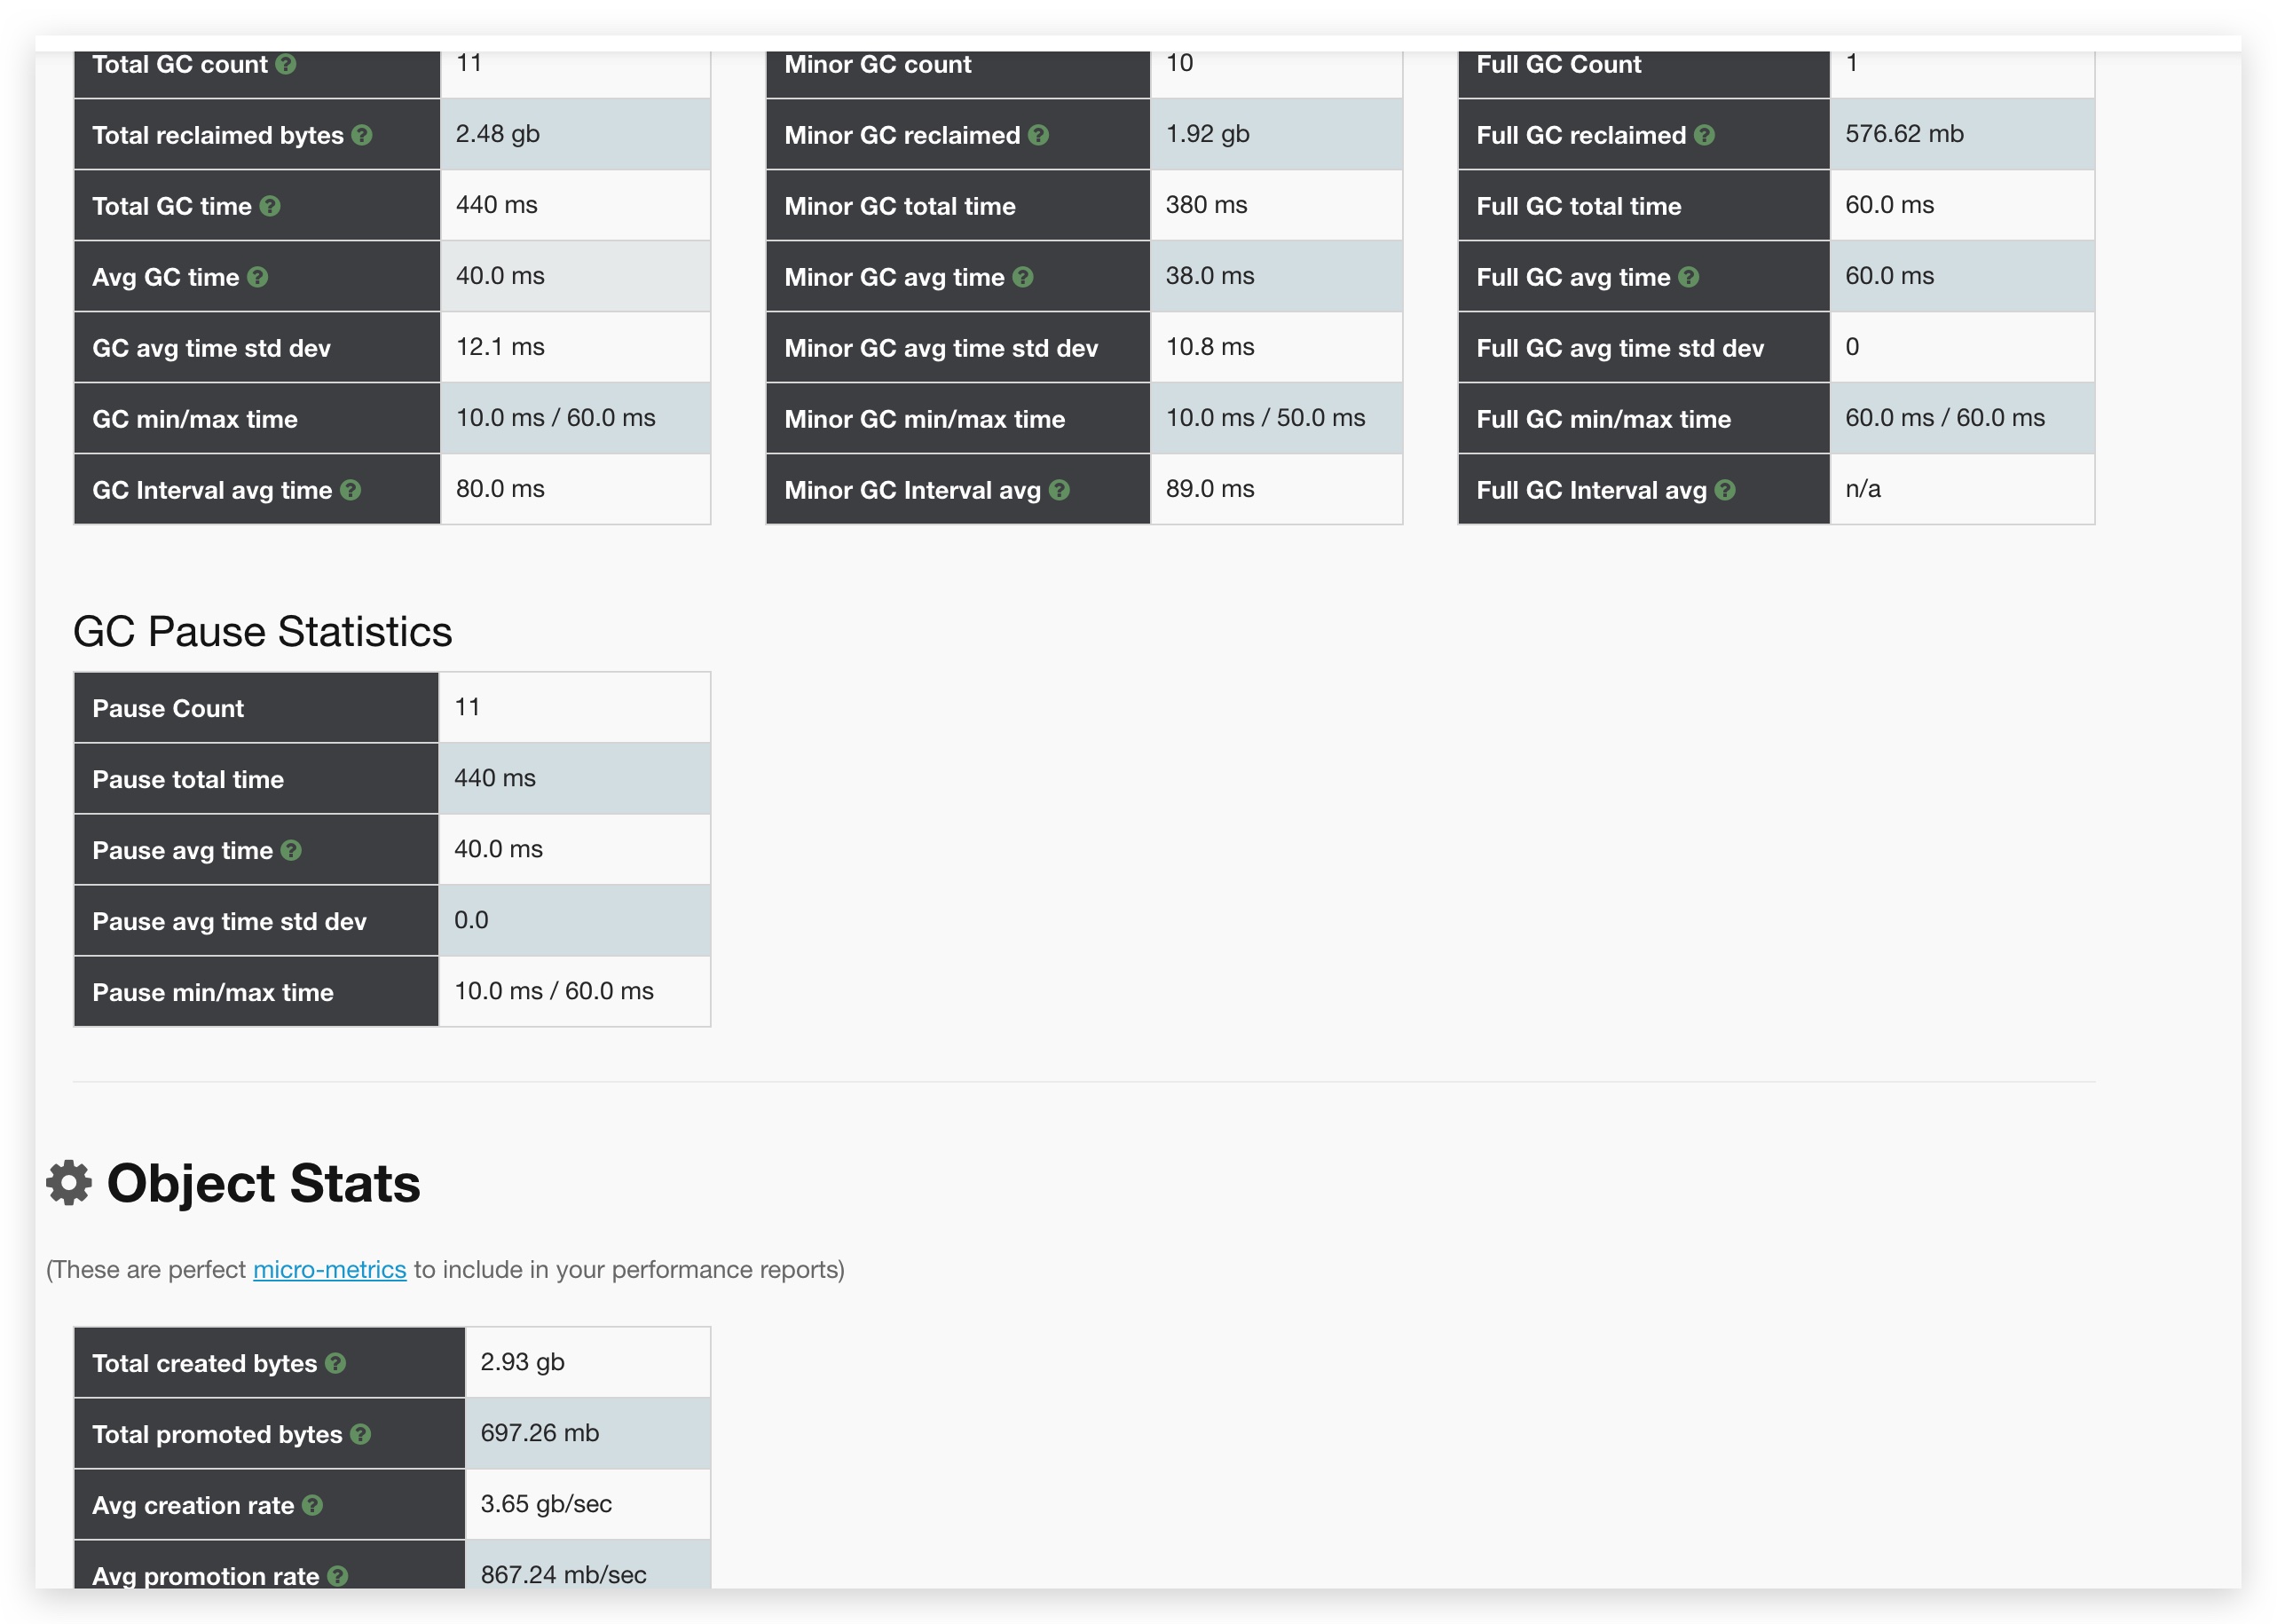 Total GC count 11
Total reclaimed bytes 2.48 gb
Total GC time 440 ms
Avg GC time 40.0 ms
GC avg time std dev 12.1 ms
GC min/max time 10.0 ms / 60.0 ms
GC Interval avg time 80.0 ms
Minor GC count 10
Minor GC reclaimed 1.92 gb
Minor GC total time 380 ms
Minor GC avg time 38.0 ms
Minor GC avg time std dev 10.8 ms
Minor GC min/max time 10.0 ms / 50.0 ms
Minor GC Interval avg 89.0 ms
Full GC Count 1
Full GC reclaimed 576.62 mb
Full GC total time 60.0 ms
Full GC avg time 60.0 ms
Full GC avg time std dev 0
Full GC min/max time 60.0 ms / 60.0 ms
Full GC Interval avg n/a
GC Pause Statistics
Pause Count 11
Pause total time 440 ms
Pause avg time 40.0 ms
Pause avg time std dev 0.0
Pause min/max time 10.0 ms / 60.0 ms
Object Stats
(These are perfect micro-metrics to include in your performance reports)
Total created bytes 2.93 gb
Total promoted bytes 697.26 mb
Avg creation rate 3.65 gb/sec
Avg promotion rate 867.24 mb/sec